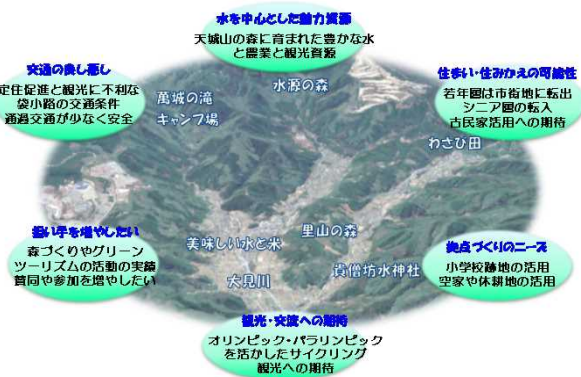 水を中心とした魅力資源
天城山の森に育まれた豊かな水
と農業と観光資源
交通の良し悪し
定住促進と観光に不利な
袋小路の交通条件
通過交通が少なく安全
住まい・住みかえの可能性
若年層は市街地に転出
シニア層の転入
古民家活用への期待
水源の森
萬城の滝
キャンプ場
わさび田
担い手を増やしたい
森づくりやグリーン
ツーリズムの活動の実績
賛同や参加を増やしたい
里山の森
美味しい水と米
大見川
貴僧坊水神社
拠点づくりのニーズ
小学校跡地の活用
空家や休耕地の活用
観光・交流への期待
オリンピック・パラリンピック
を活かしたサイクリング
観光への期待